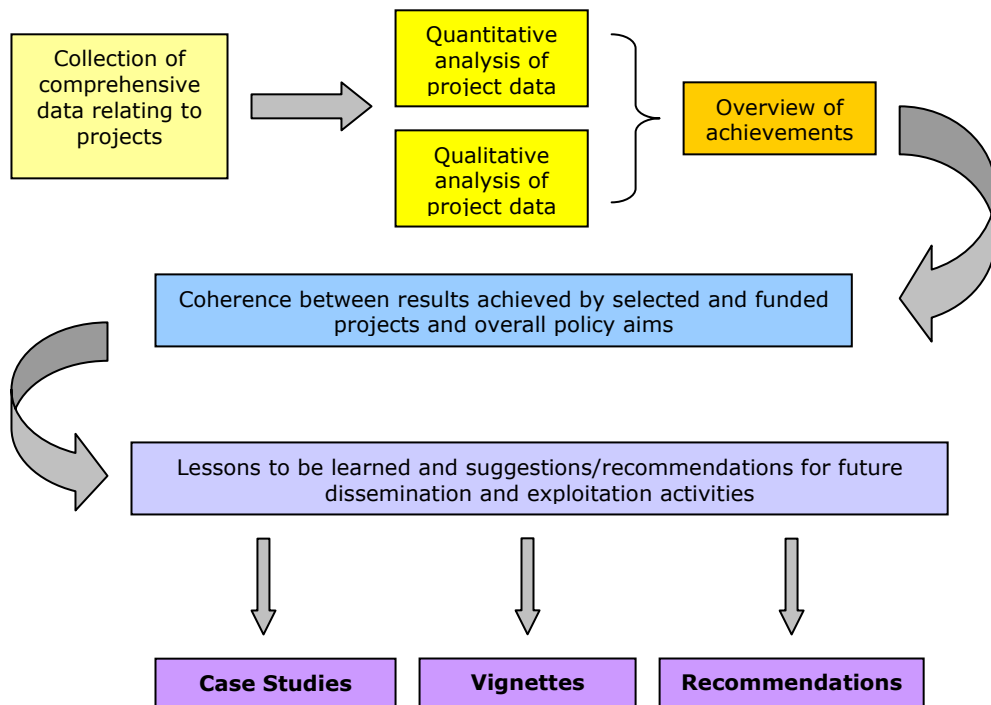 Collection of
comprehensive
data relating to
projects
Quantitative
analysis of
project data
Qualitative
analysis of
project data
Overview of
achievements
Coherence between results achieved by selected and funded
projects and overall policy aims
Lessons to be learned and suggestions/recommendations for future
dissemination and exploitation activities
Case Studies
Vignettes
Recommendations